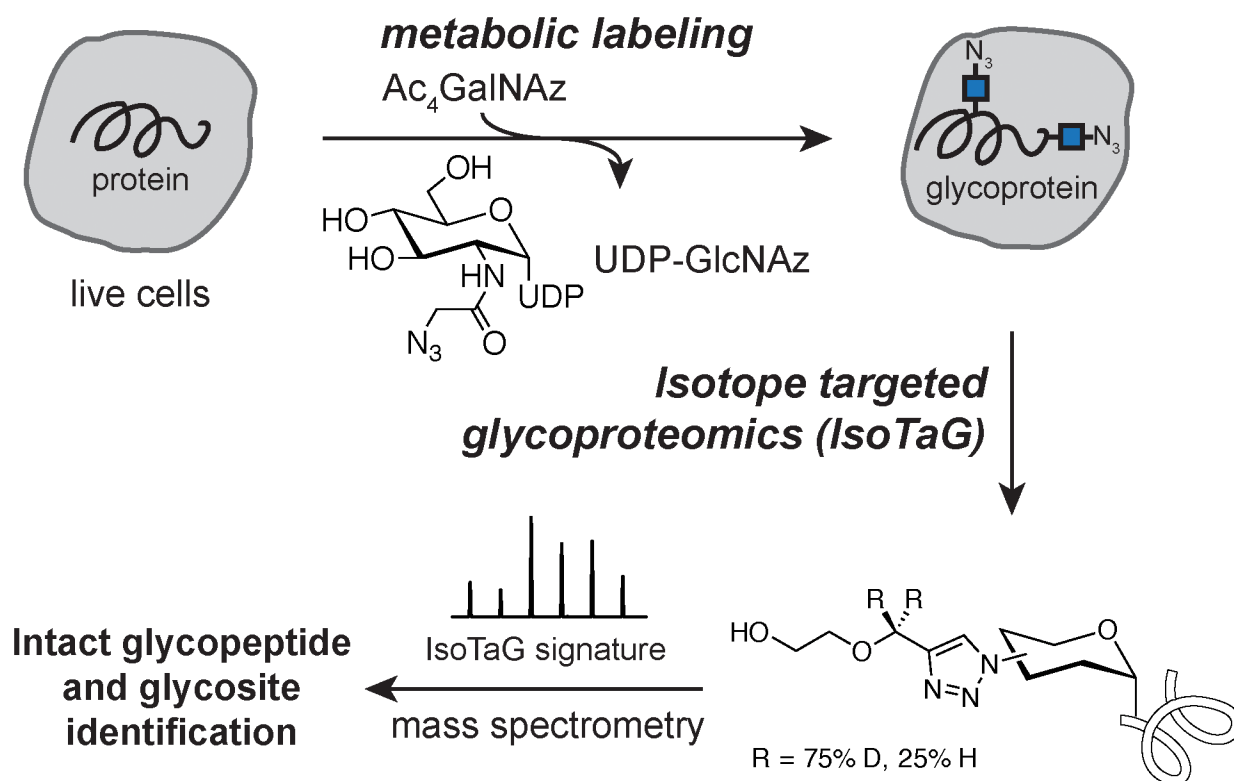 metabolic labeling
Ac₄GalNAz
protein
live cells
OH
HO
HO
O
HN
UDP
N₃
O
UDP-GlcNAz
N₃
N₃
glycoprotein
Isotope targeted
glycoproteomics (IsoTaG)
IsoTaG signature
mass spectrometry
Intact glycopeptide
and glycosite
identification
R R
HO
O
N
N=N
O
R = 75% D, 25% H